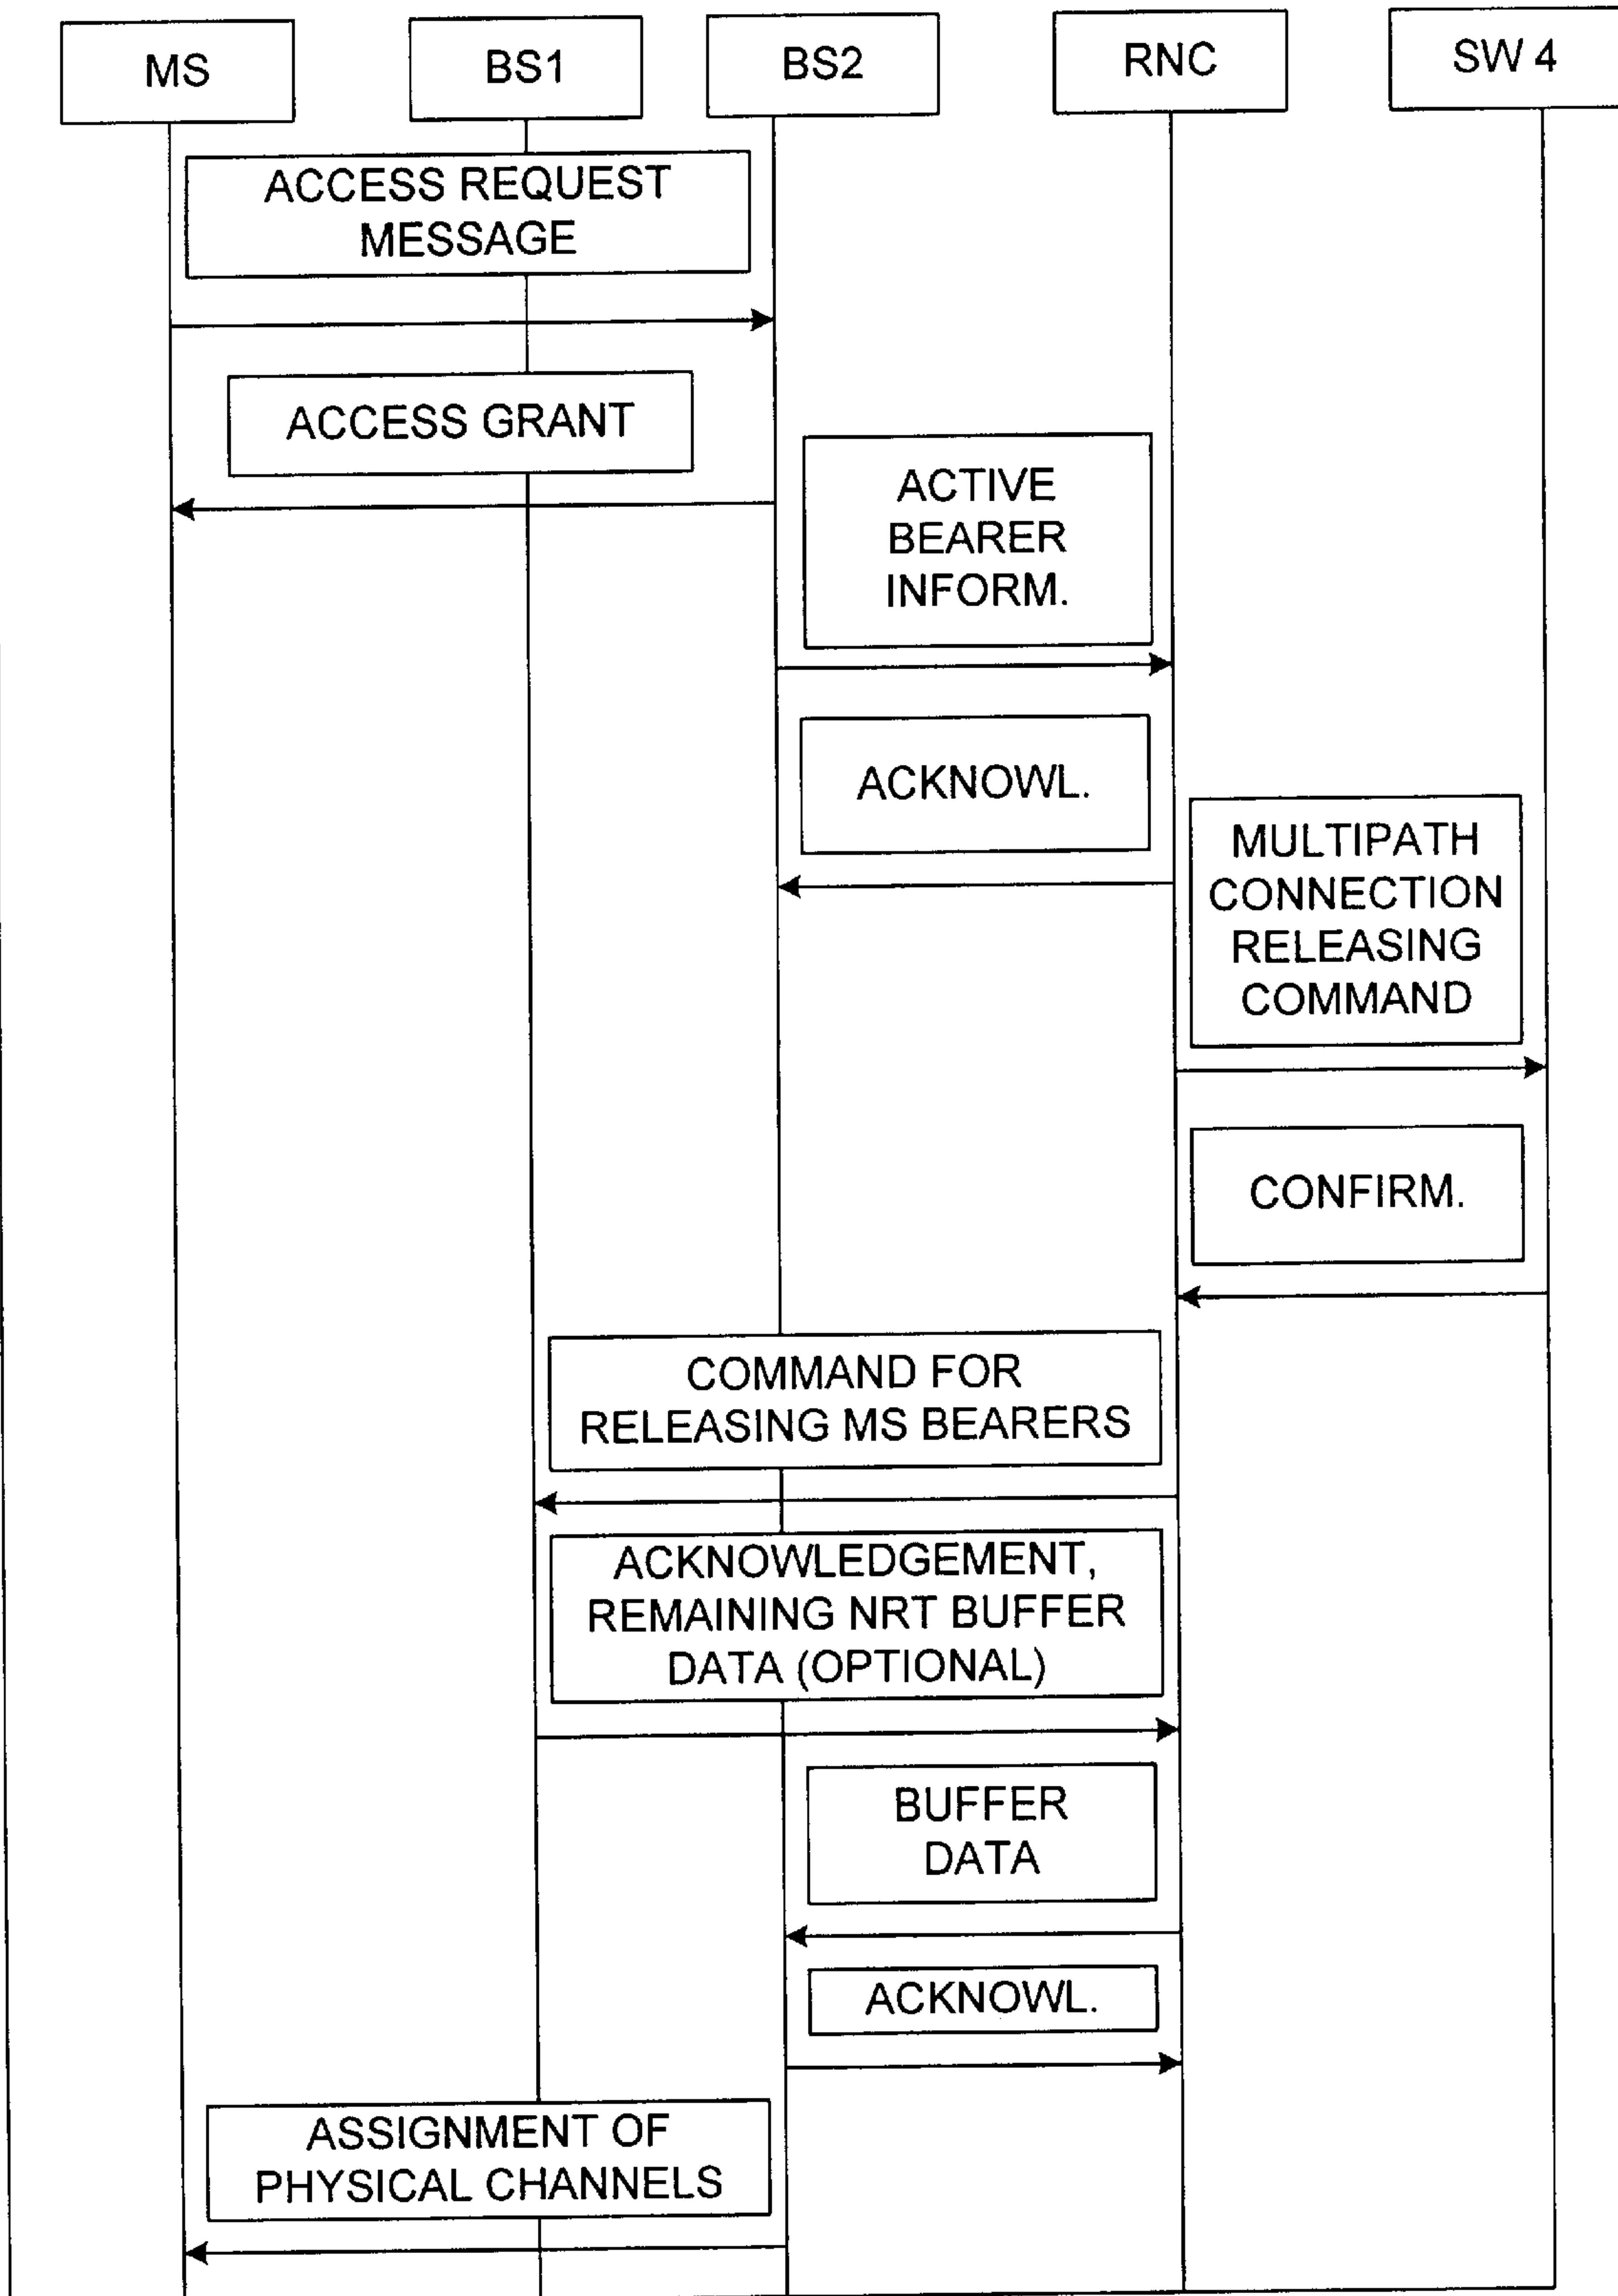 MS
BS1
BS2
RNC
SW 4
ACCESS REQUEST
MESSAGE
ACCESS GRANT
ACTIVE
BEARER
INFORM.
ACKNOWL.
MULTIPATH
CONNECTION
RELEASING
COMMAND
CONFIRM.
COMMAND FOR
RELEASING MS BEARERS
ACKNOWLEDGEMENT,
REMAINING NRT BUFFER
DATA (OPTIONAL)
BUFFER
DATA
ACKNOWL.
ASSIGNMENT OF
PHYSICAL CHANNELS